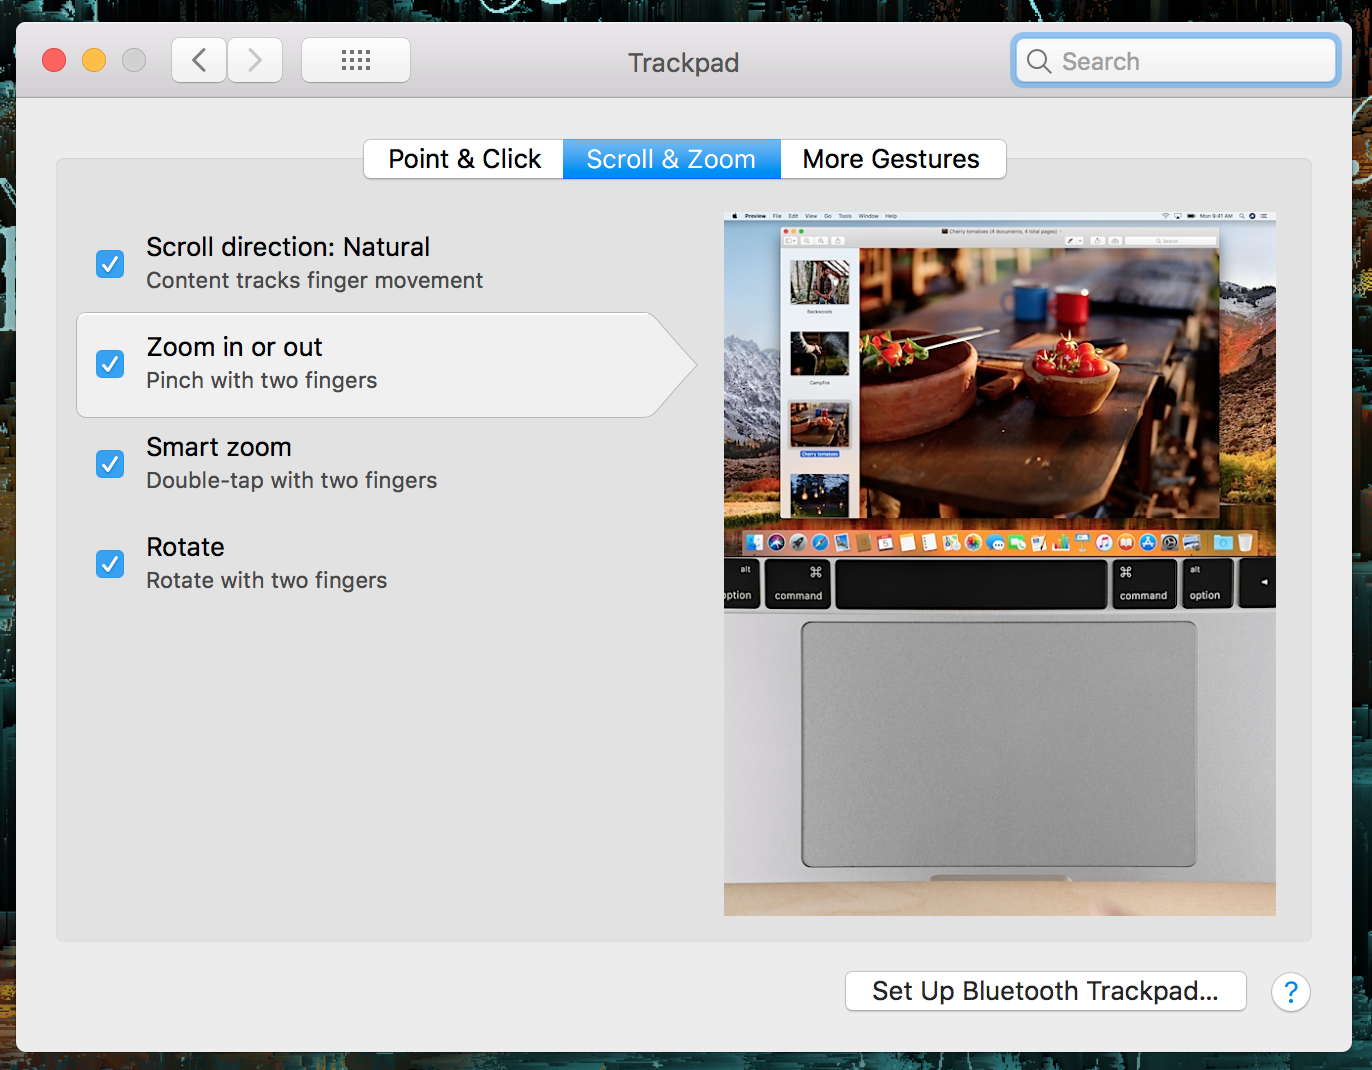 Trackpad
Search
Point & Click
Scroll & Zoom
More Gestures
Scroll direction: Natural
Content tracks finger movement
Zoom in or out
Pinch with two fingers
Smart zoom
Double-tap with two fingers
Rotate
Rotate with two fingers
Preview File Edit View Go Tools Window Help
Mon 9:41 AM
Cherry tomatoes (4 documents, 4 total pages)
Search
Backwoods
Campfire
Cherry tomatoes
alt
option
⌘
command
⌘
command
alt
option
Set Up Bluetooth Trackpad...
?